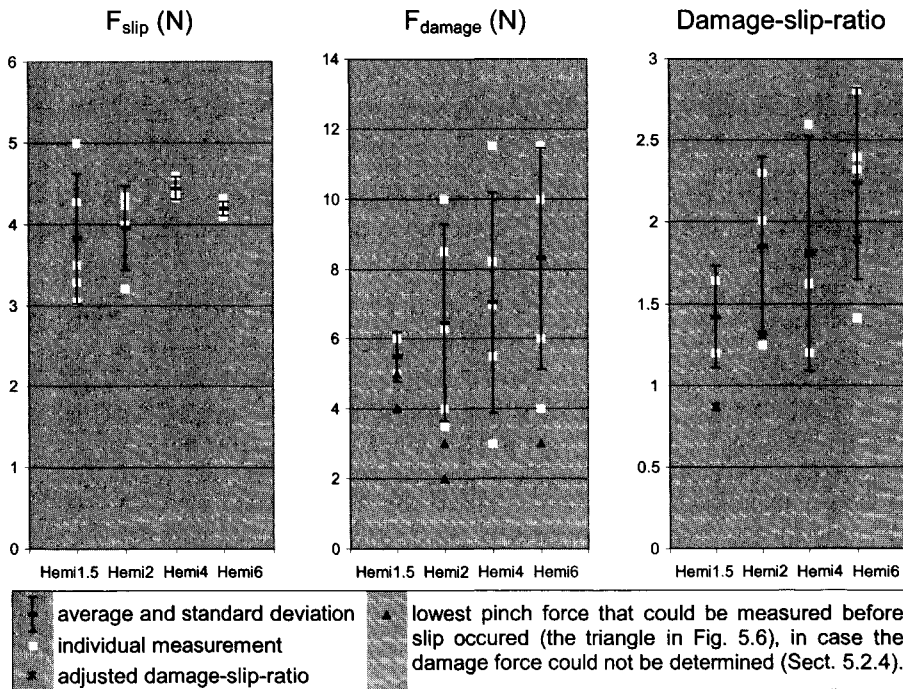 F_slip (N)
F_damage (N)
Damage-slip-ratio
6
5
4
3
2
1
0
Hemi1.5 Hemi2 Hemi4 Hemi6
14
12
10
8
6
4
2
0
Hemi1.5 Hemi2 Hemi4 Hemi6
3
2.5
2
1.5
1
0.5
0
Hemi1.5 Hemi2 Hemi4 Hemi6
average and standard deviation
individual measurement
adjusted damage-slip-ratio
lowest pinch force that could be measured before
slip occured (the triangle in Fig. 5.6), in case the
damage force could not be determined (Sect. 5.2.4).